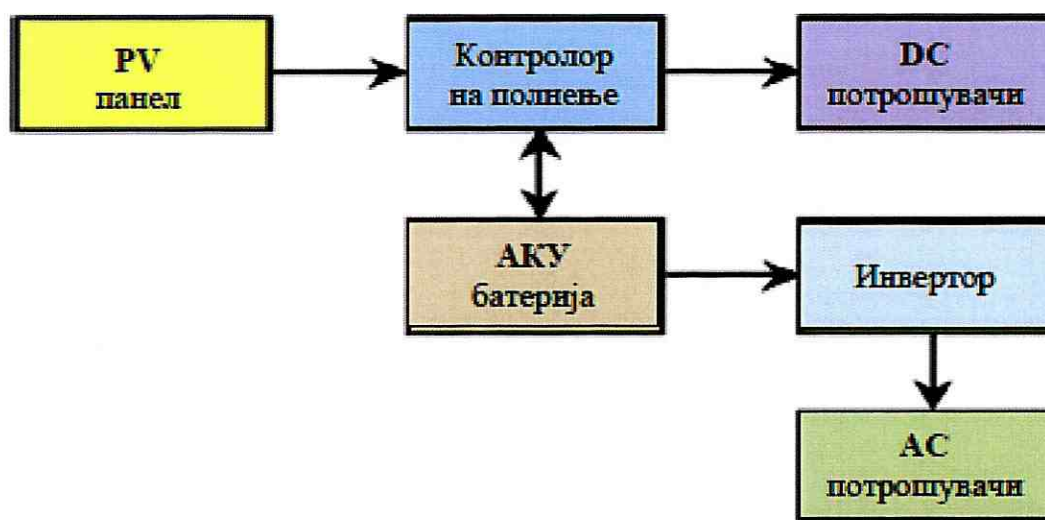 PV
панел
Контролор
на полнење
DC
потрошувачи
АКУ
батерија
Инвертор
AC
потрошувачи